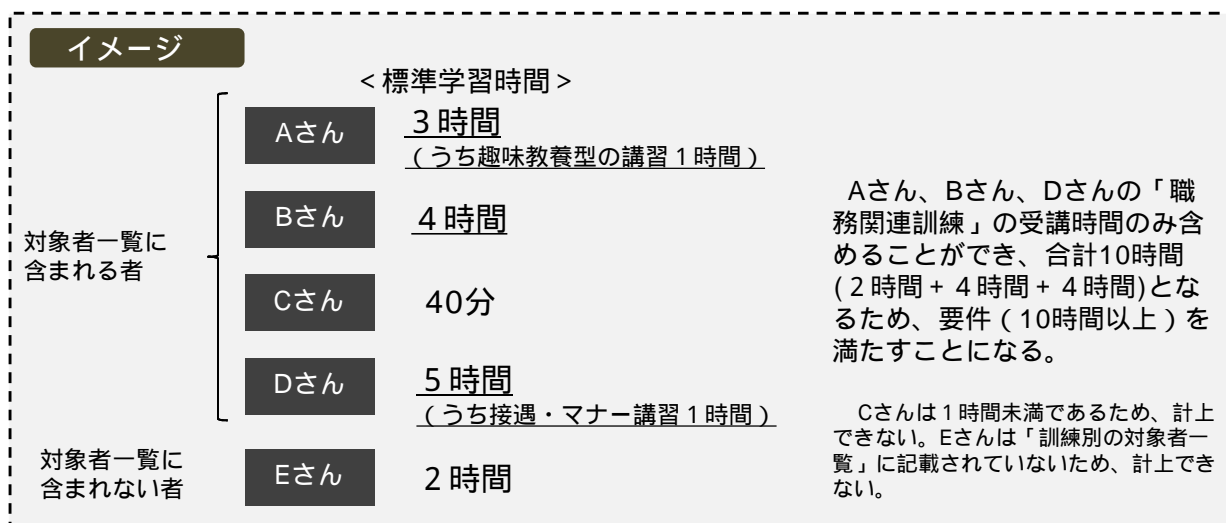 イメージ
<標準学習時間>
対象者一覧に
含まれる者
Aさん
3時間
(うち趣味教養型の講習1時間)
Bさん
4時間
Cさん
40分
Dさん
5時間
(うち接遇・マナー講習1時間)
対象者一覧に
含まれない者
Eさん
2時間
Aさん、Bさん、Dさんの「職
務関連訓練」の受講時間のみ含
めることができ、合計10時間
(2時間+4時間+4時間)とな
るため、要件(10時間以上)を
満たすことになる。
Cさんは1時間未満であるため、計上
できない。Eさんは「訓練別の対象者一
覧」に記載されていないため、計上でき
ない。